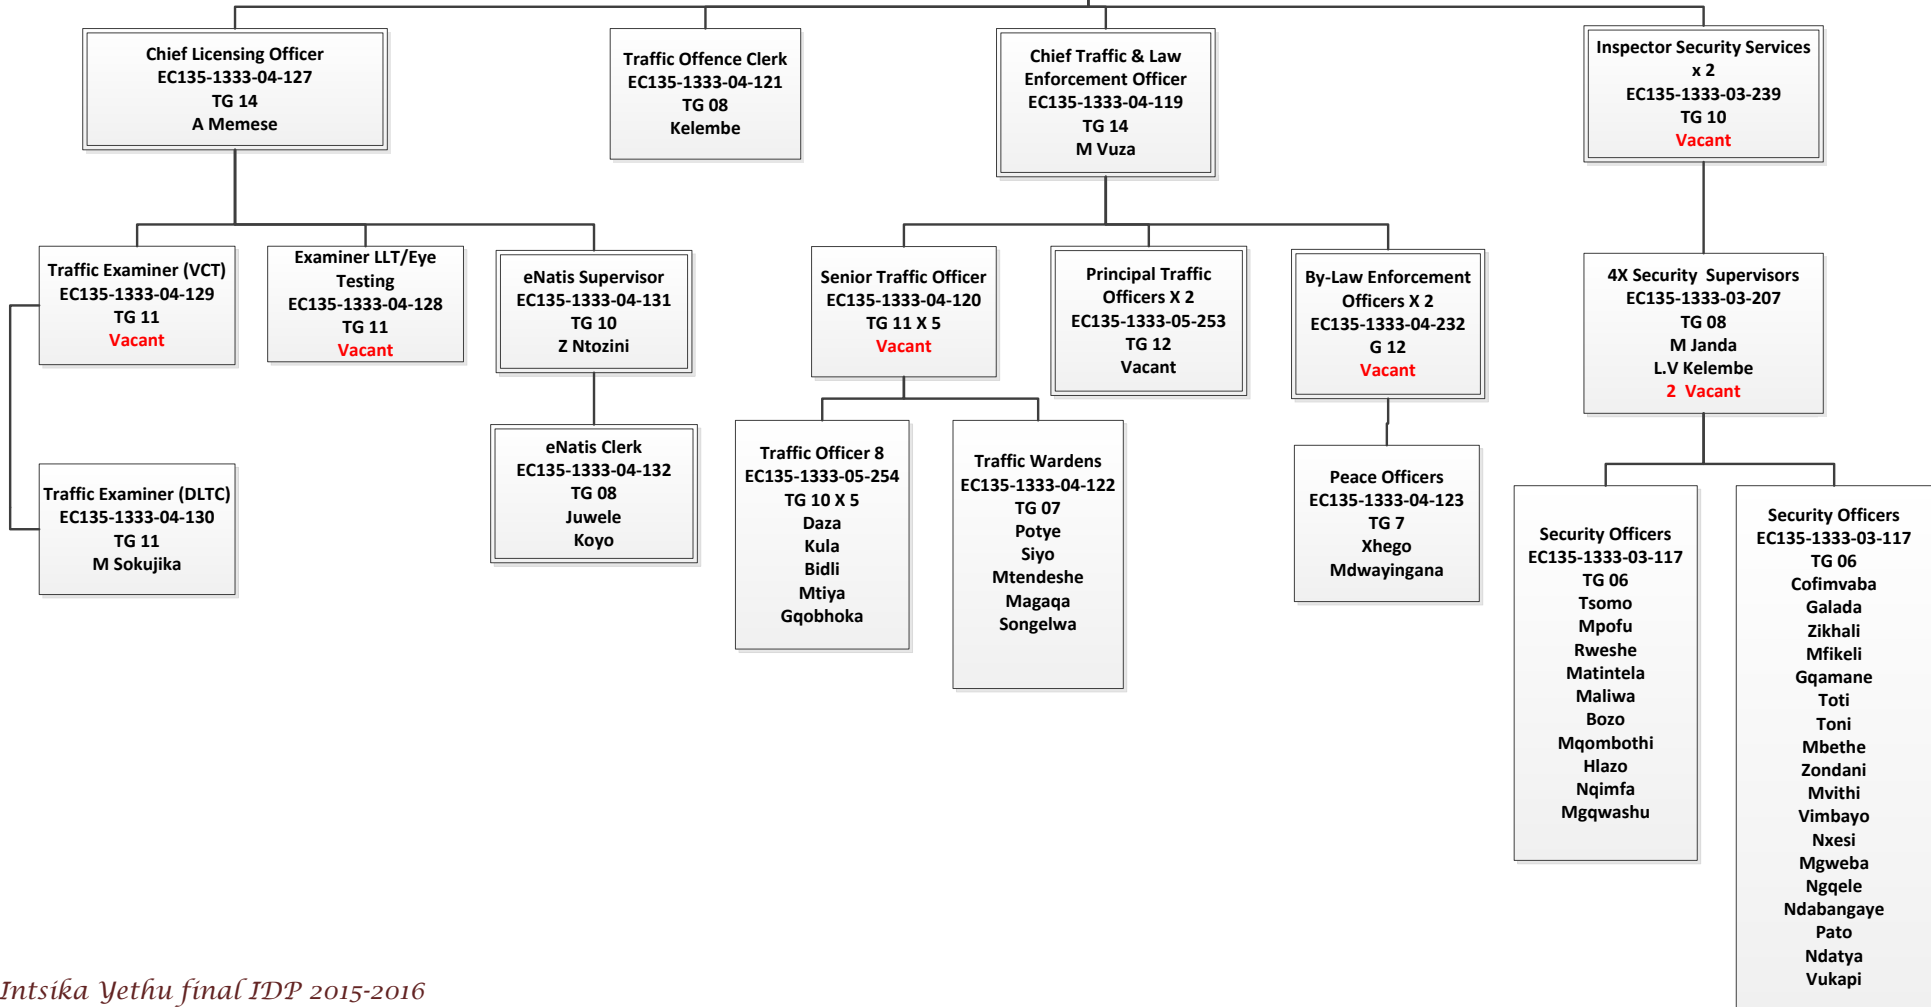 Chief Licensing Officer
EC135-1333-04-127
TG 14
A Memese
Traffic Offence Clerk
EC135-1333-04-121
TG 08
Kelembe
Chief Traffic & Law
Enforcement Officer
EC135-1333-04-119
TG 14
M Vuza
Inspector Security Services
x 2
EC135-1333-03-239
TG 10
Vacant
Traffic Examiner (VCT)
EC135-1333-04-129
TG 11
Vacant
Examiner LLT/Eye
Testing
EC135-1333-04-128
TG 11
Vacant
eNatis Supervisor
EC135-1333-04-131
TG 10
Z Ntozini
Senior Traffic Officer
EC135-1333-04-120
TG 11 X 5
Vacant
Principal Traffic
Officers X 2
EC135-1333-05-253
TG 12
Vacant
By-Law Enforcement
Officers X 2
EC135-1333-04-232
G 12
Vacant
4X Security Supervisors
EC135-1333-03-207
TG 08
M Janda
L.V Kelembe
2 Vacant
Traffic Examiner (DLTC)
EC135-1333-04-130
TG 11
M Sokujika
eNatis Clerk
EC135-1333-04-132
TG 08
Juwele
Koyo
Traffic Officer 8
EC135-1333-05-254
TG 10 X 5
Daza
Kula
Bidli
Mtiya
Gqobhoka
Traffic Wardens
EC135-1333-04-122
TG 07
Potye
Siyo
Mtendeshe
Magaqa
Songelwa
Peace Officers
EC135-1333-04-123
TG 7
Xhego
Mdwayingana
Security Officers
EC135-1333-03-117
TG 06
Tsomo
Mpofu
Rweshe
Matintela
Maliwa
Bozo
Mqombothi
Hlazo
Nqimfa
Mgqwashu
Security Officers
EC135-1333-03-117
TG 06
Cofimvaba
Galada
Zikhali
Mfikeli
Gqamane
Toti
Toni
Mbethe
Zondani
Mvithi
Vimbayo
Nxesi
Mgweba
Ngqele
Ndabangaye
Pato
Ndatya
Vukapi
Intsika Yethu final IDP 2015-2016